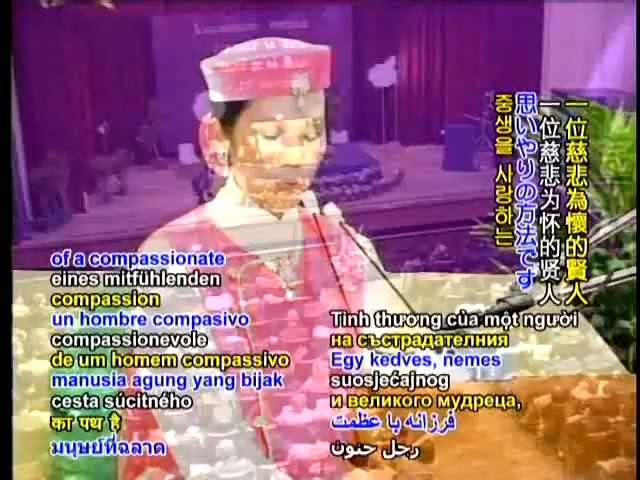 一位慈悲為懷的賢人
一位慈悲为怀的贤人
思いやりの方法です
중생을 사랑하는
of a compassionate
eines mitfühlenden
compassion
un hombre compasivo
compassionevole
de um homem compassivo
manusia agung yang bijak
cesta súcitného
का पथ है
มนุษย์ที่ฉลาด
Tình thương của một người
на състрадателния
Egy kedves, nemes
suosjećajnog
и великого мудреца,
فرزانه با عظمت
رجل حنون